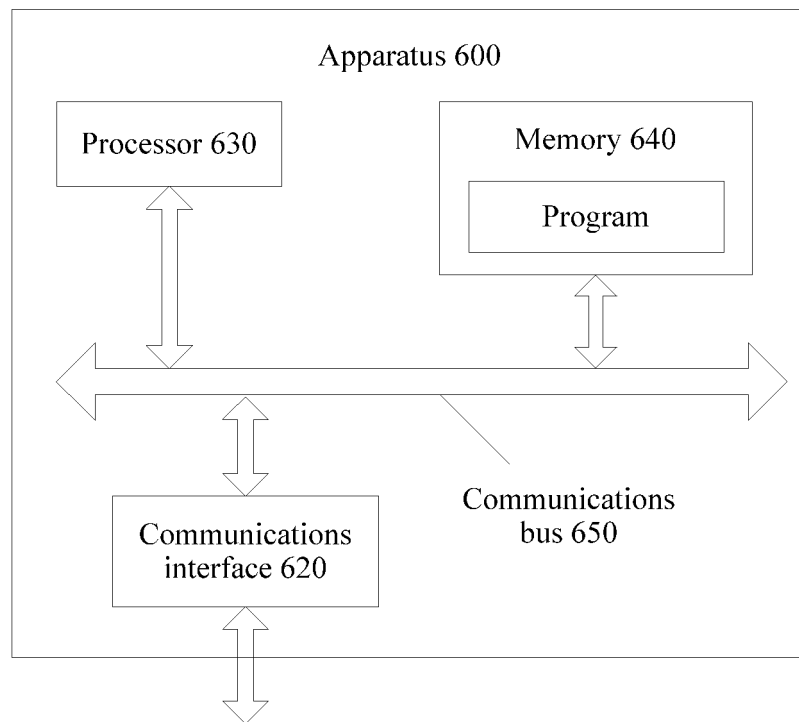 Apparatus 600
Processor 630
Memory 640
Program
Communications
bus 650
Communications
interface 620